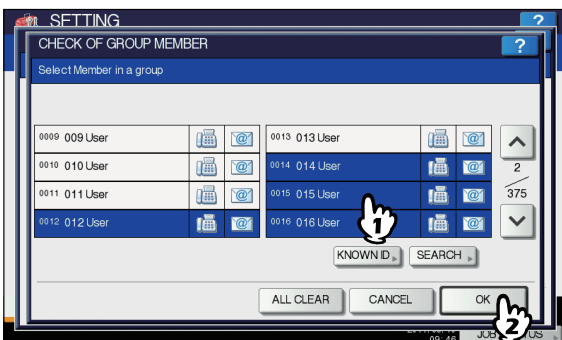 SETTING
?
CHECK OF GROUP MEMBER
?
Select Member in a group
0009 009 User
0013 013 User
0010 010 User
0014 014 User
2
0011 011 User
0015 015 User
375
0012 012 User
0016 016 User
1
KNOWN ID
SEARCH
ALL CLEAR
CANCEL
OK
2
09:46